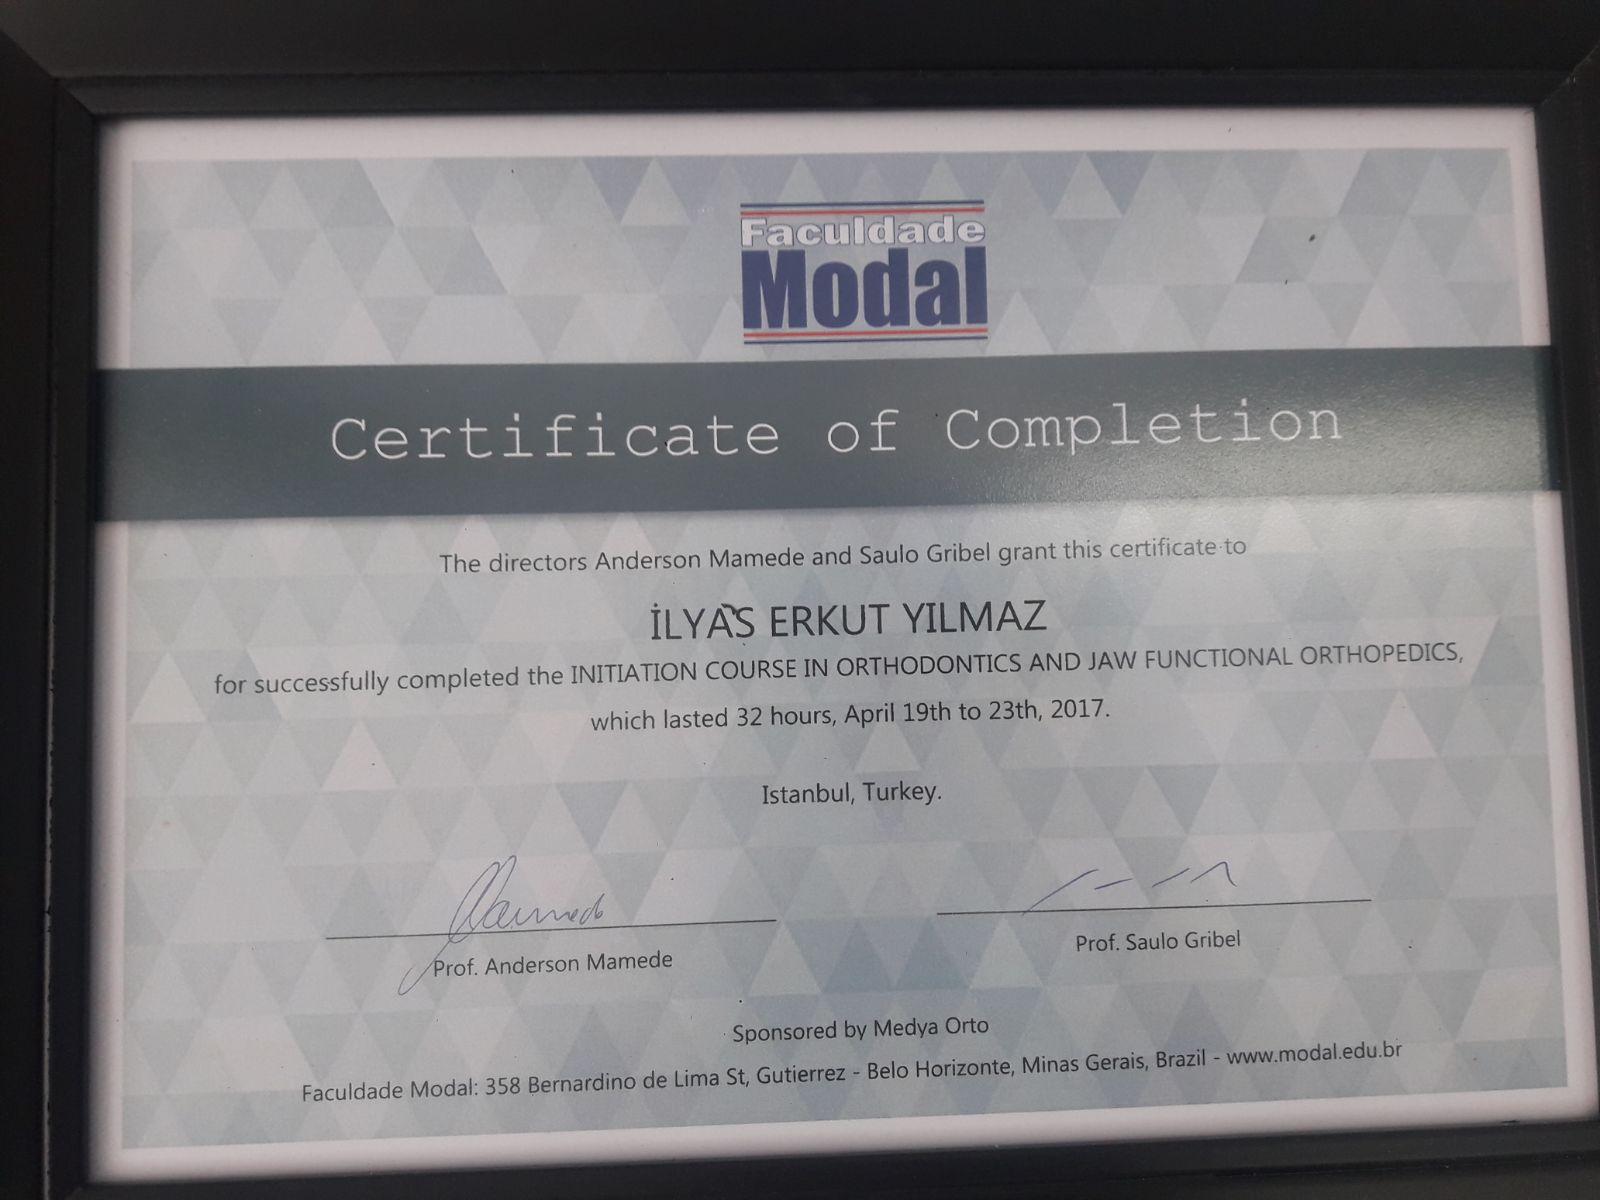 Faculdade
Modal
Certificate of Completion
The directors Anderson Mamede and Saulo Gribel grant this certificate to
İLYAS ERKUT YILMAZ
for successfully completed the INITIATION COURSE IN ORTHODONTICS AND JAW FUNCTIONAL ORTHOPEDICS,
which lasted 32 hours, April 19th to 23th, 2017.
Istanbul, Turkey.
Prof. Anderson Mamede
Prof. Saulo Gribel
Sponsored by Medya Orto
Faculdade Modal: 358 Bernardino de Lima St, Gutierrez - Belo Horizonte, Minas Gerais, Brazil - www.modal.edu.br